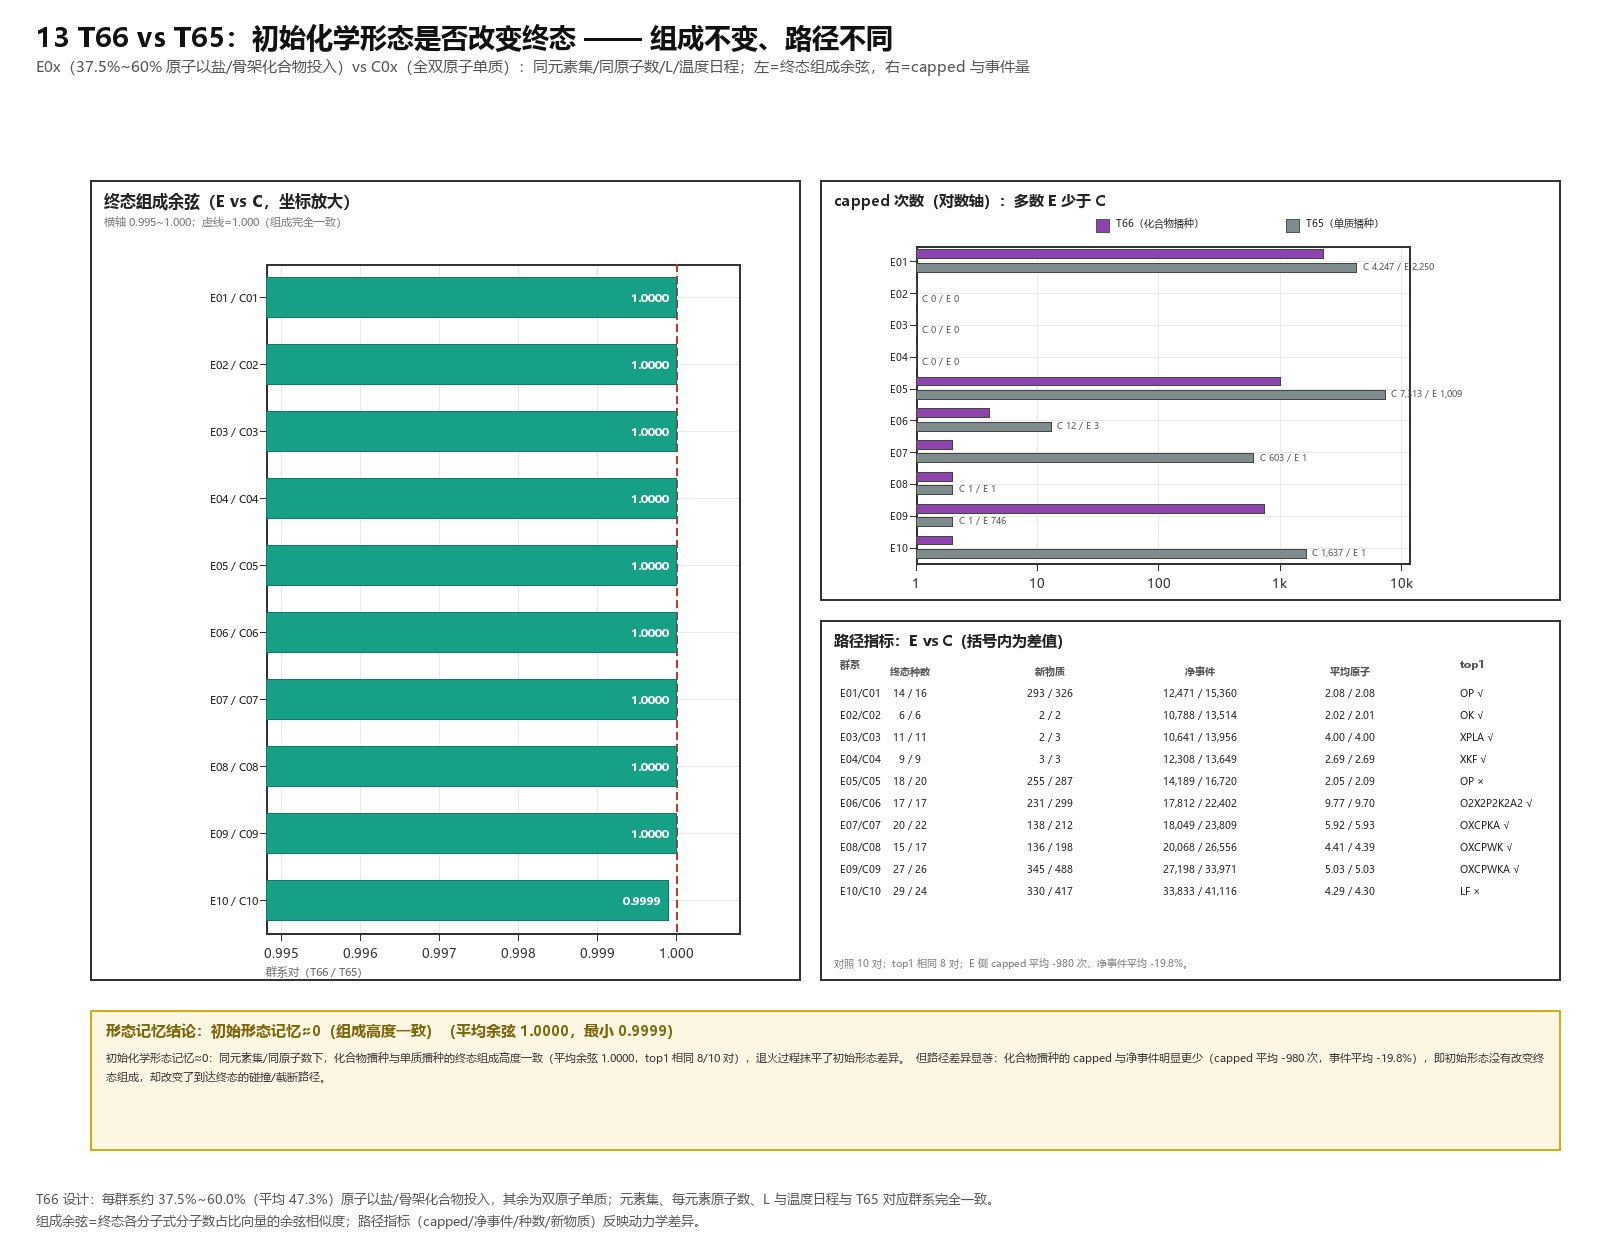 13 T66 vs T65：初始化学形态是否改变终态 —— 组成不变、路径不同
E0x（37.5%~60% 原子以盐/骨架化合物投入）vs C0x（全双原子单质）：同元素集/同原子数/L/温度日程；左=终态组成余弦，右=capped 与事件量
终态组成余弦（E vs C，坐标放大）
横轴 0.995~1.000；虚线=1.000（组成完全一致）
E01 / C01 1.0000
E02 / C02 1.0000
E03 / C03 1.0000
E04 / C04 1.0000
E05 / C05 1.0000
E06 / C06 1.0000
E07 / C07 1.0000
E08 / C08 1.0000
E09 / C09 1.0000
E10 / C10 0.9999
0.995 0.996 0.997 0.998 0.999 1.000
群系对（T66 / T65）
capped 次数（对数轴）：多数 E 少于 C
T66（化合物播种） T65（单质播种）
E01 C 4,247 / E 2,250
E02 C 0 / E 0
E03 C 0 / E 0
E04 C 0 / E 0
E05 C 7,313 / E 1,009
E06 C 12 / E 3
E07 C 603 / E 1
E08 C 1 / E 1
E09 C 1 / E 746
E10 C 1,637 / E 1
1 10 100 1k 10k
路径指标：E vs C（括号内为差值）
群系 终态种数 新物质 净事件 平均原子 top1
E01/C01 14 / 16 293 / 326 12,471 / 15,360 2.08 / 2.08 OP √
E02/C02 6 / 6 2 / 2 10,788 / 13,514 2.02 / 2.01 OK √
E03/C03 11 / 11 2 / 3 10,641 / 13,956 4.00 / 4.00 XPLA √
E04/C04 9 / 9 3 / 3 12,308 / 13,649 2.69 / 2.69 XKF √
E05/C05 18 / 20 255 / 287 14,189 / 16,720 2.05 / 2.09 OP ×
E06/C06 17 / 17 231 / 299 17,812 / 22,402 9.77 / 9.70 O2X2P2K2A2 √
E07/C07 20 / 22 138 / 212 18,049 / 23,809 5.92 / 5.93 OXCPKA √
E08/C08 15 / 17 136 / 198 20,068 / 26,556 4.41 / 4.39 OXCPWK √
E09/C09 27 / 26 345 / 488 27,198 / 33,971 5.03 / 5.03 OXCPWKA √
E10/C10 29 / 24 330 / 417 33,833 / 41,116 4.29 / 4.30 LF ×
对照 10 对；top1 相同 8 对；E 侧 capped 平均 -980 次、净事件平均 -19.8%。
形态记忆结论：初始形态记忆≈0（组成高度一致）（平均余弦 1.0000，最小 0.9999）
初始化学形态记忆≈0：同元素集/同原子数下，化合物播种与单质播种的终态组成高度一致（平均余弦 1.0000，top1 相同 8/10 对），退火过程抹平了初始形态差异。 但路径差异显等：化合物播种的 capped 与净事件明显更少（capped 平均 -980 次，事件平均 -19.8%），即初始形态没有改变终
态组成，却改变了到达终态的碰撞/截断路径。
T66 设计：每群系约 37.5%~60.0%（平均 47.3%）原子以盐/骨架化合物投入，其余为双原子单质；元素集、每元素原子数、L 与温度日程与 T65 对应群系完全一致。
组成余弦=终态各分子式分子数占比向量的余弦相似度；路径指标（capped/净事件/种数/新物质）反映动力学差异。